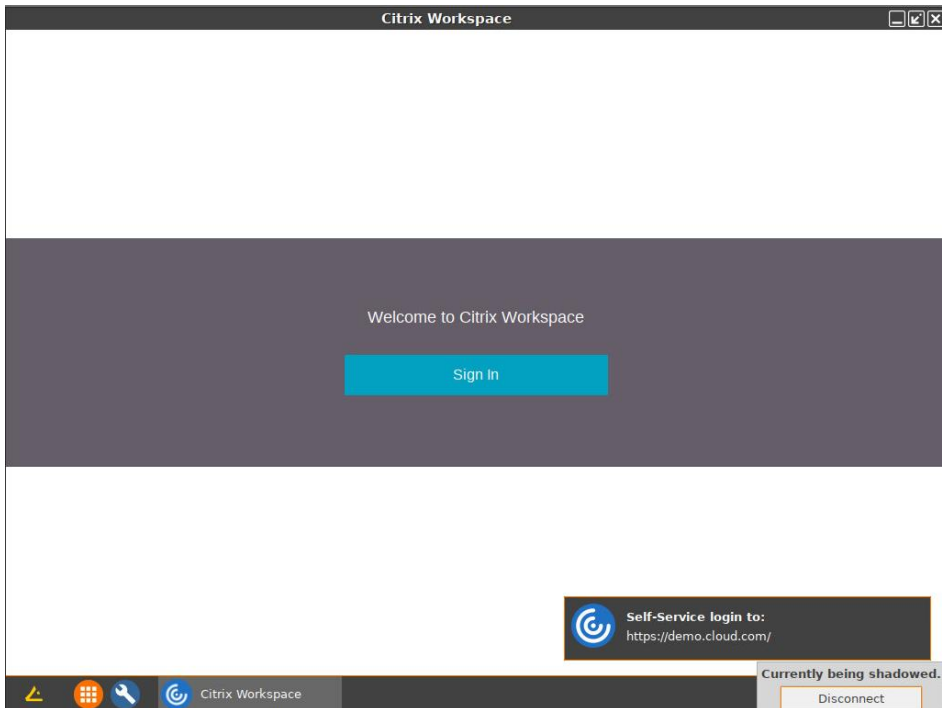 Citrix Workspace
Welcome to Citrix Workspace
Sign In
Self-Service login to:
https://demo.cloud.com/
Currently being shadowed.
Disconnect
Citrix Workspace